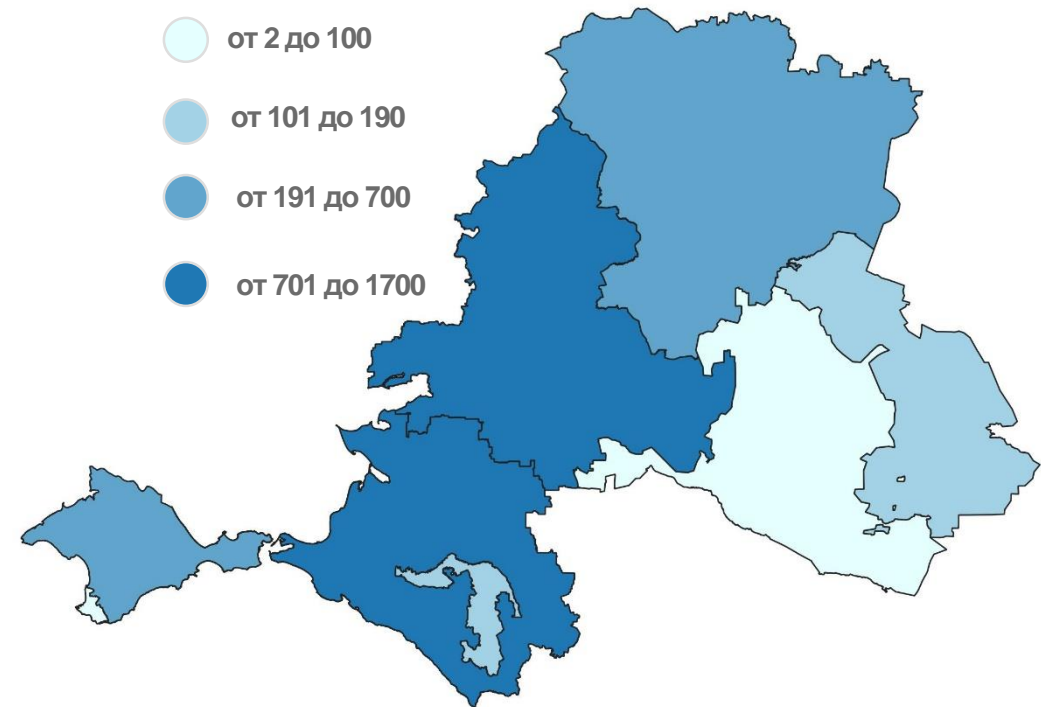 от 2 до 100
от 101 до 190
от 191 до 700
от 701 до 1700